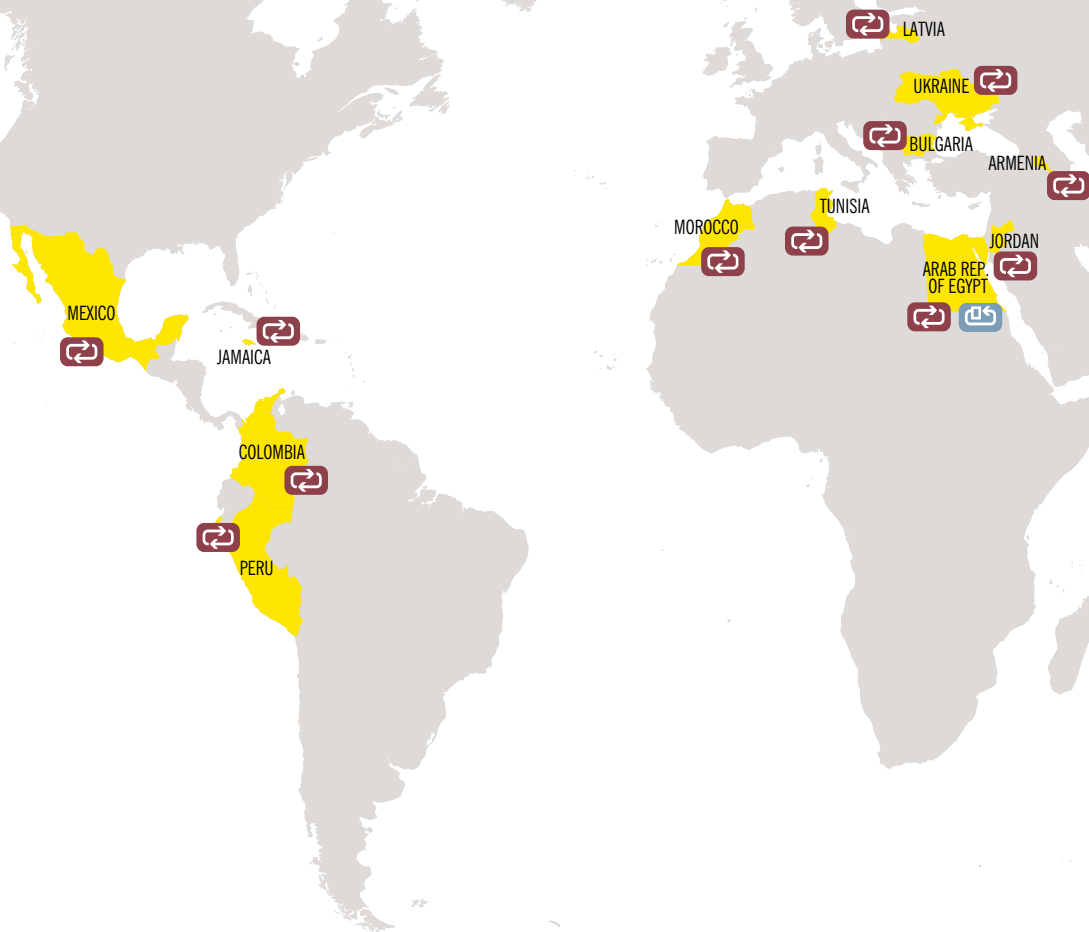 LATVIA
UKRAINE
BULGARIA
ARMENIA
TUNISIA
MOROCCO
JORDAN
ARAB REP.
OF EGYPT
MEXICO
JAMAICA
COLOMBIA
PERU